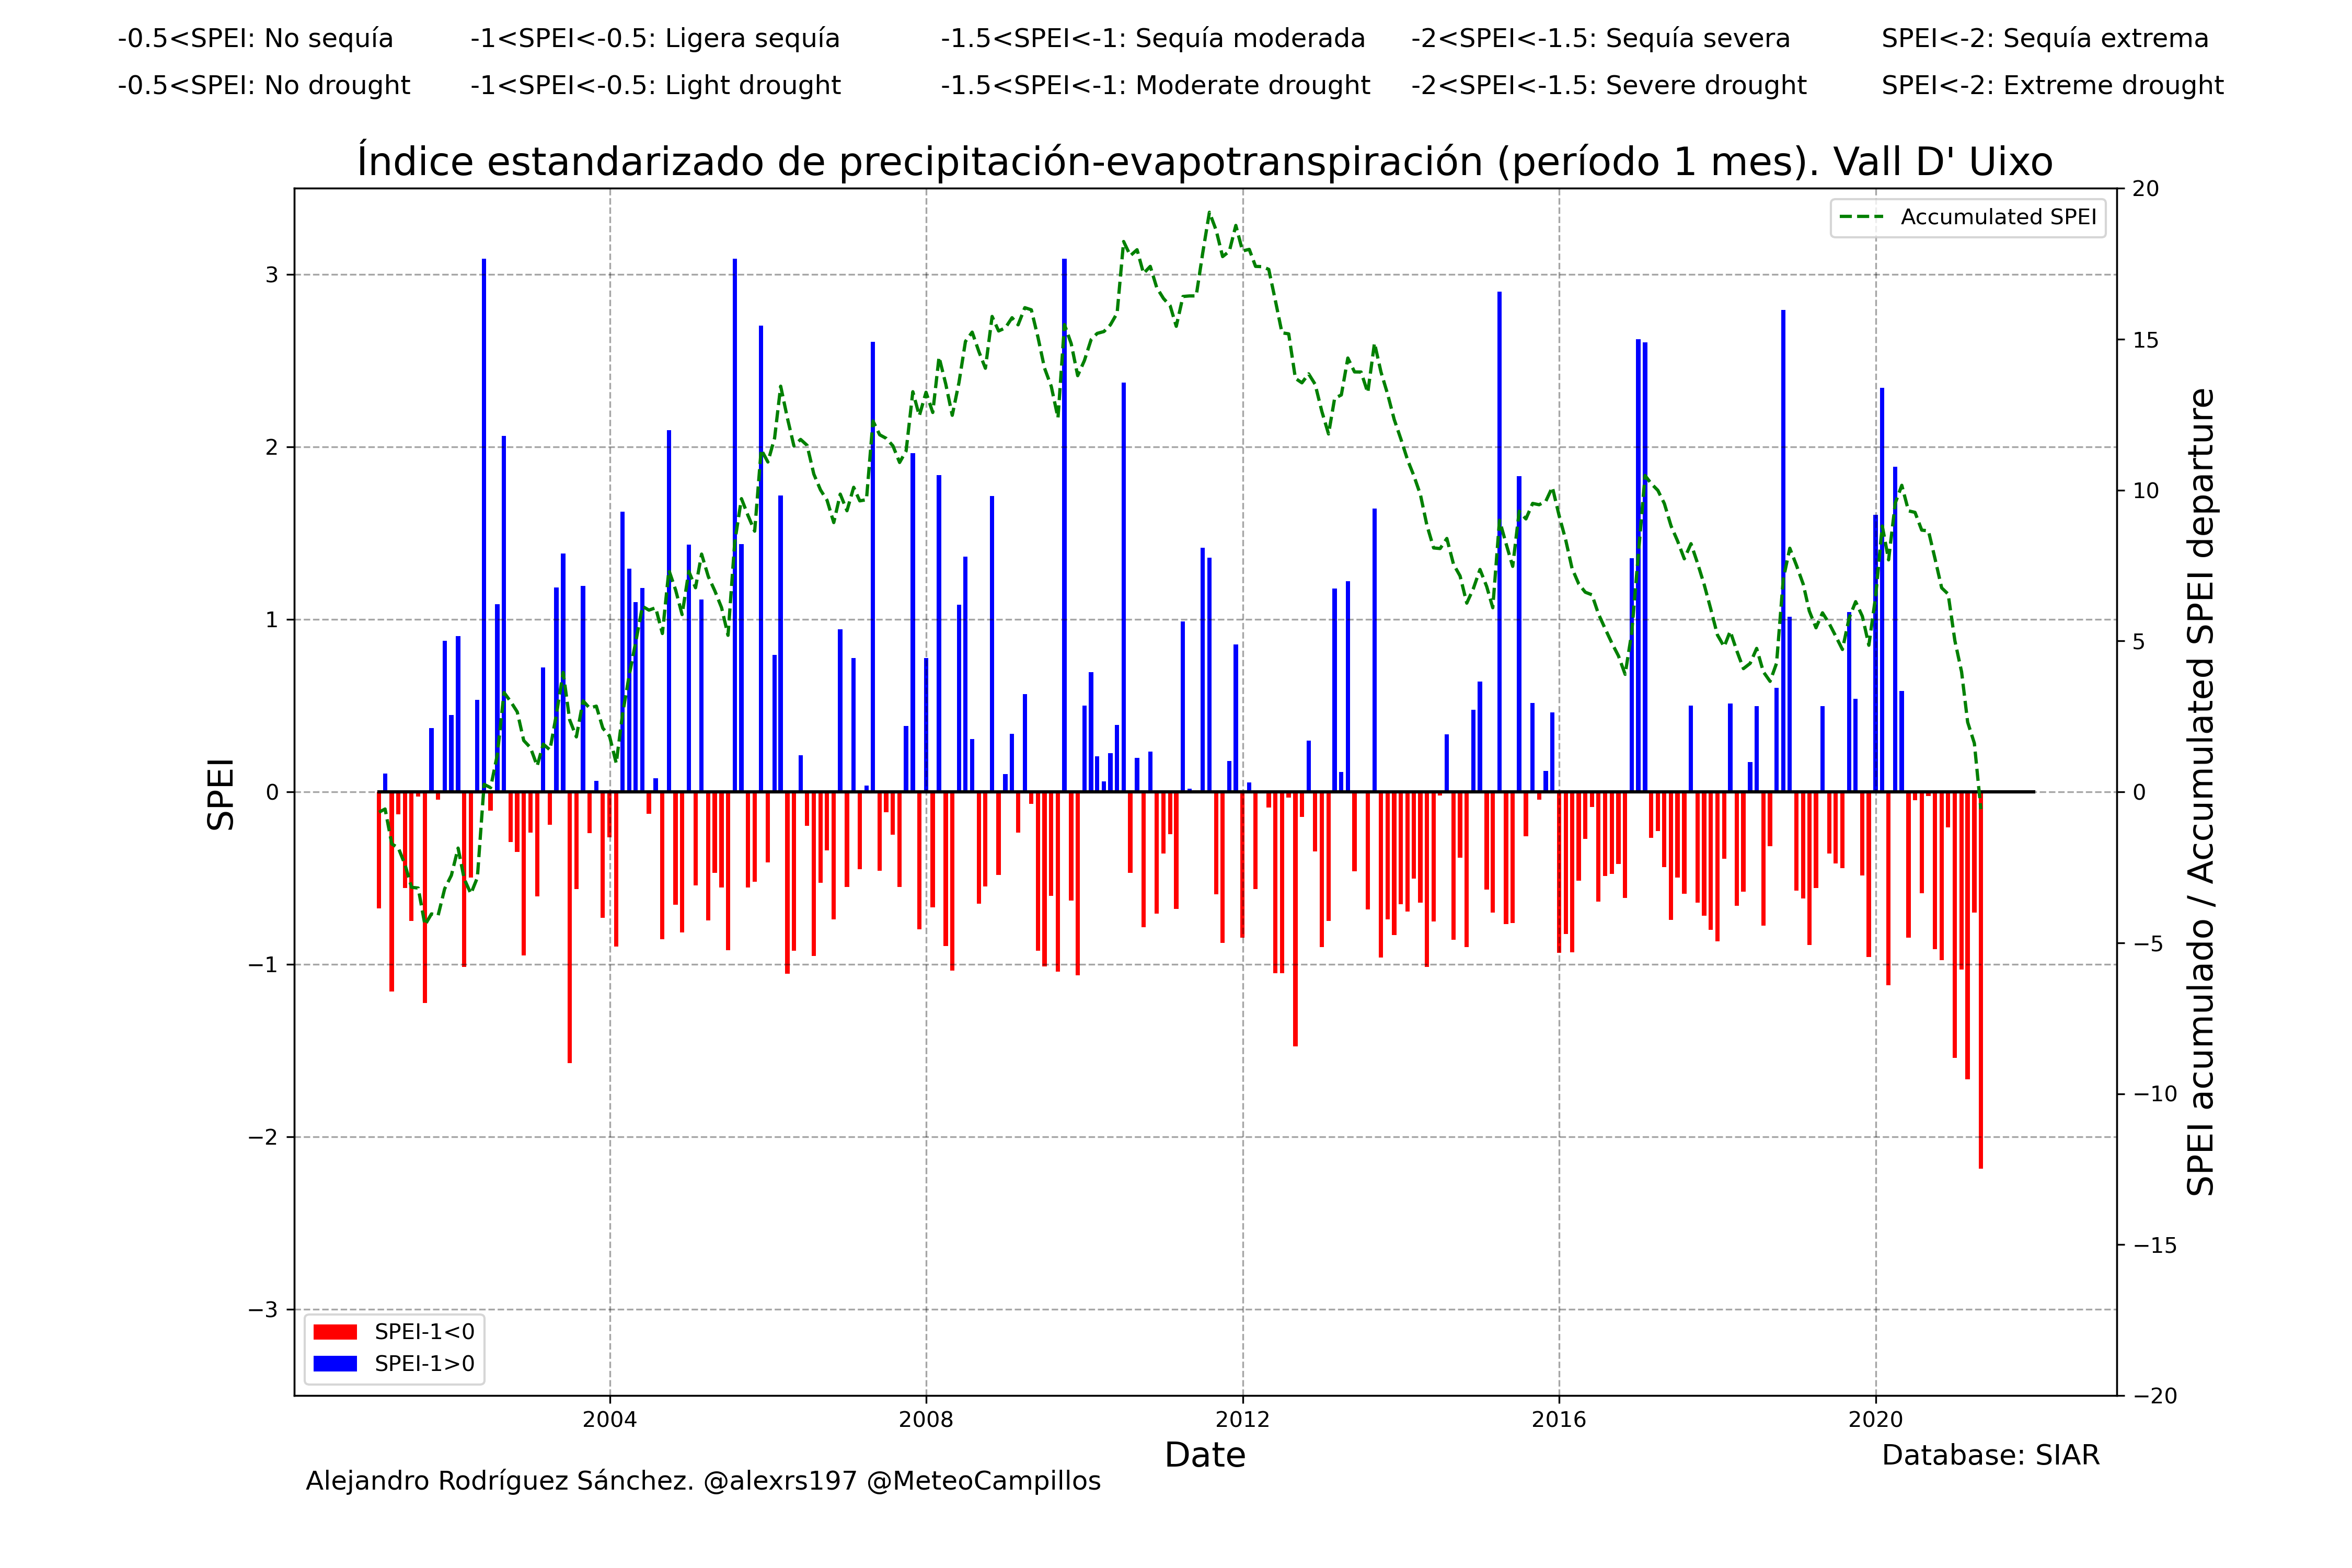 -0.5<SPEI: No sequía -1<SPEI<-0.5: Ligera sequía -1.5<SPEI<-1: Sequía moderada -2<SPEI<-1.5: Sequía severa SPEI<-2: Sequía extrema
-0.5<SPEI: No drought -1<SPEI<-0.5: Light drought -1.5<SPEI<-1: Moderate drought -2<SPEI<-1.5: Severe drought SPEI<-2: Extreme drought
Índice estandarizado de precipitación-evapotranspiración (período 1 mes). Vall D' Uixo
SPEI
3
2
1
0
−1
−2
−3
Accumulated SPEI
20
15
10
5
0
−5
−10
−15
−20
SPEI acumulado / Accumulated SPEI departure
SPEI-1<0
SPEI-1>0
2004 2008 2012 2016 2020
Date
Database: SIAR
Alejandro Rodríguez Sánchez. @alexrs197 @MeteoCampillos